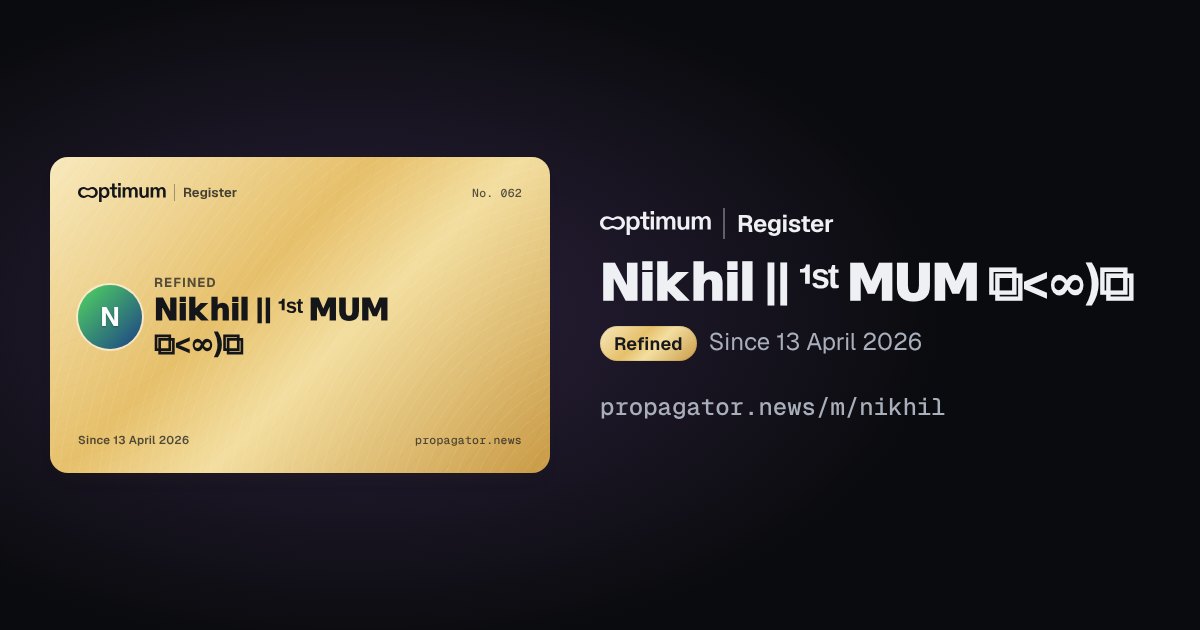 optimum | Register
No. 062
N
REFINED
Nikhil || ¹ˢᵗ MUM
⧉<∞)⧉
Since 13 April 2026
propagator.news
optimum | Register
Nikhil || ¹ˢᵗ MUM ⧉<∞)⧉
Refined
Since 13 April 2026
propagator.news/m/nikhil